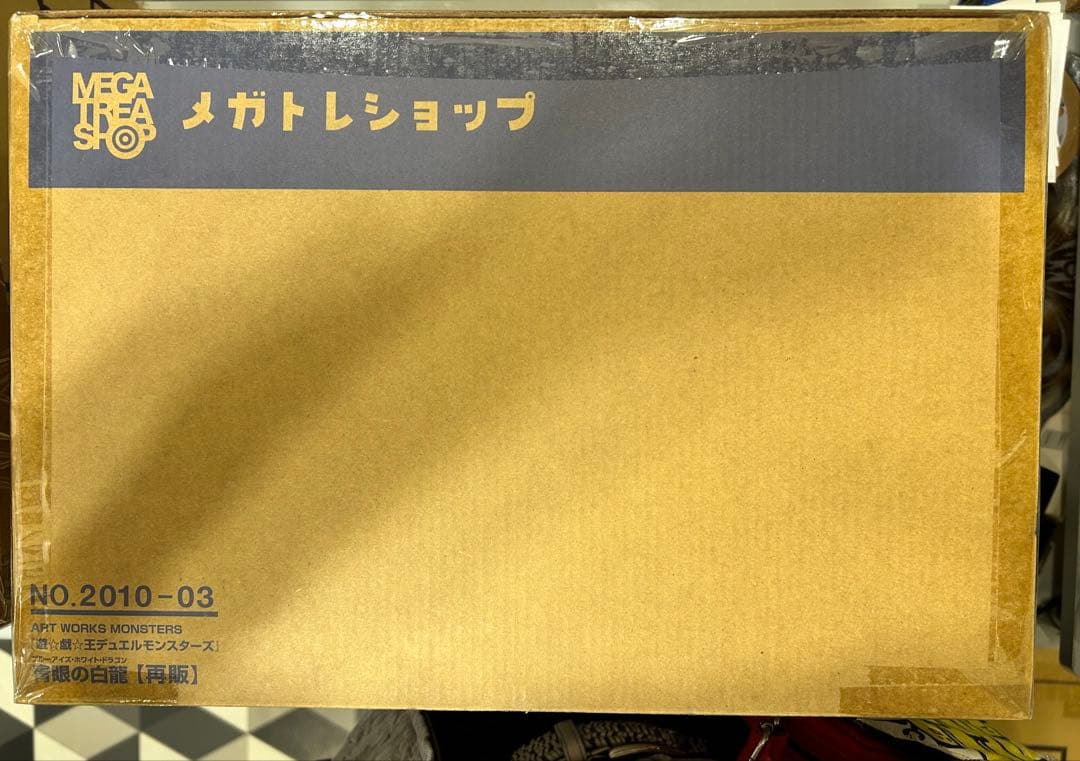 MEGA
TREA
SHOP
メガトレショップ
NO.2010-03
ART WORKS MONSTERS
「遊☆戯☆王デュエルモンスターズ」
ブルーアイズ・ホワイト・ドラゴン
青眼の白龍【再販】